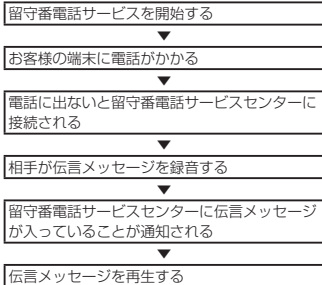 留守番電話サービスを開始する
▼
お客様の端末に電話がかかる
▼
電話に出ないと留守番電話サービスセンターに
接続される
▼
相手が伝言メッセージを録音する
▼
留守番電話サービスセンターに伝言メッセージ
が入っていることが通知される
▼
伝言メッセージを再生する